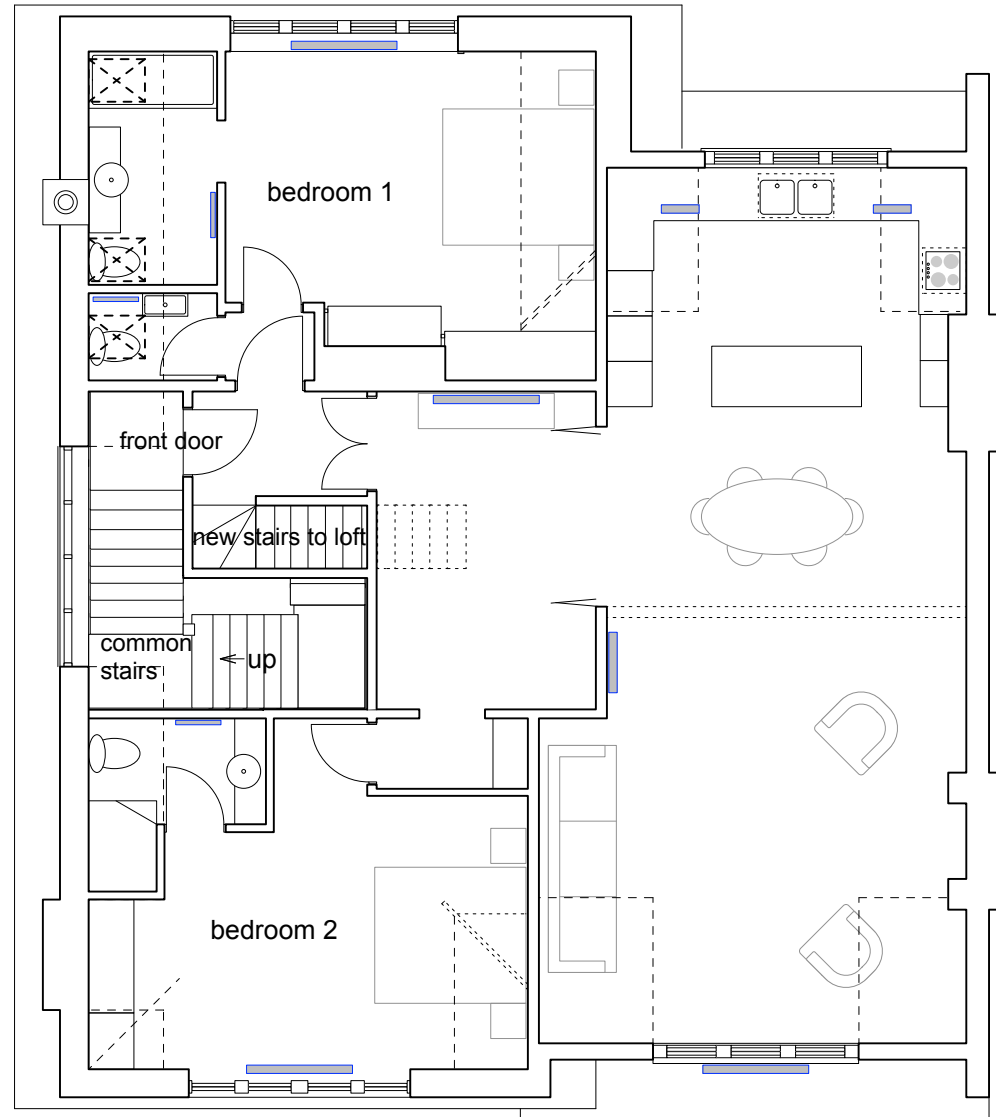 bedroom 1
front door
new stairs to loft
common
stairs
up
bedroom 2